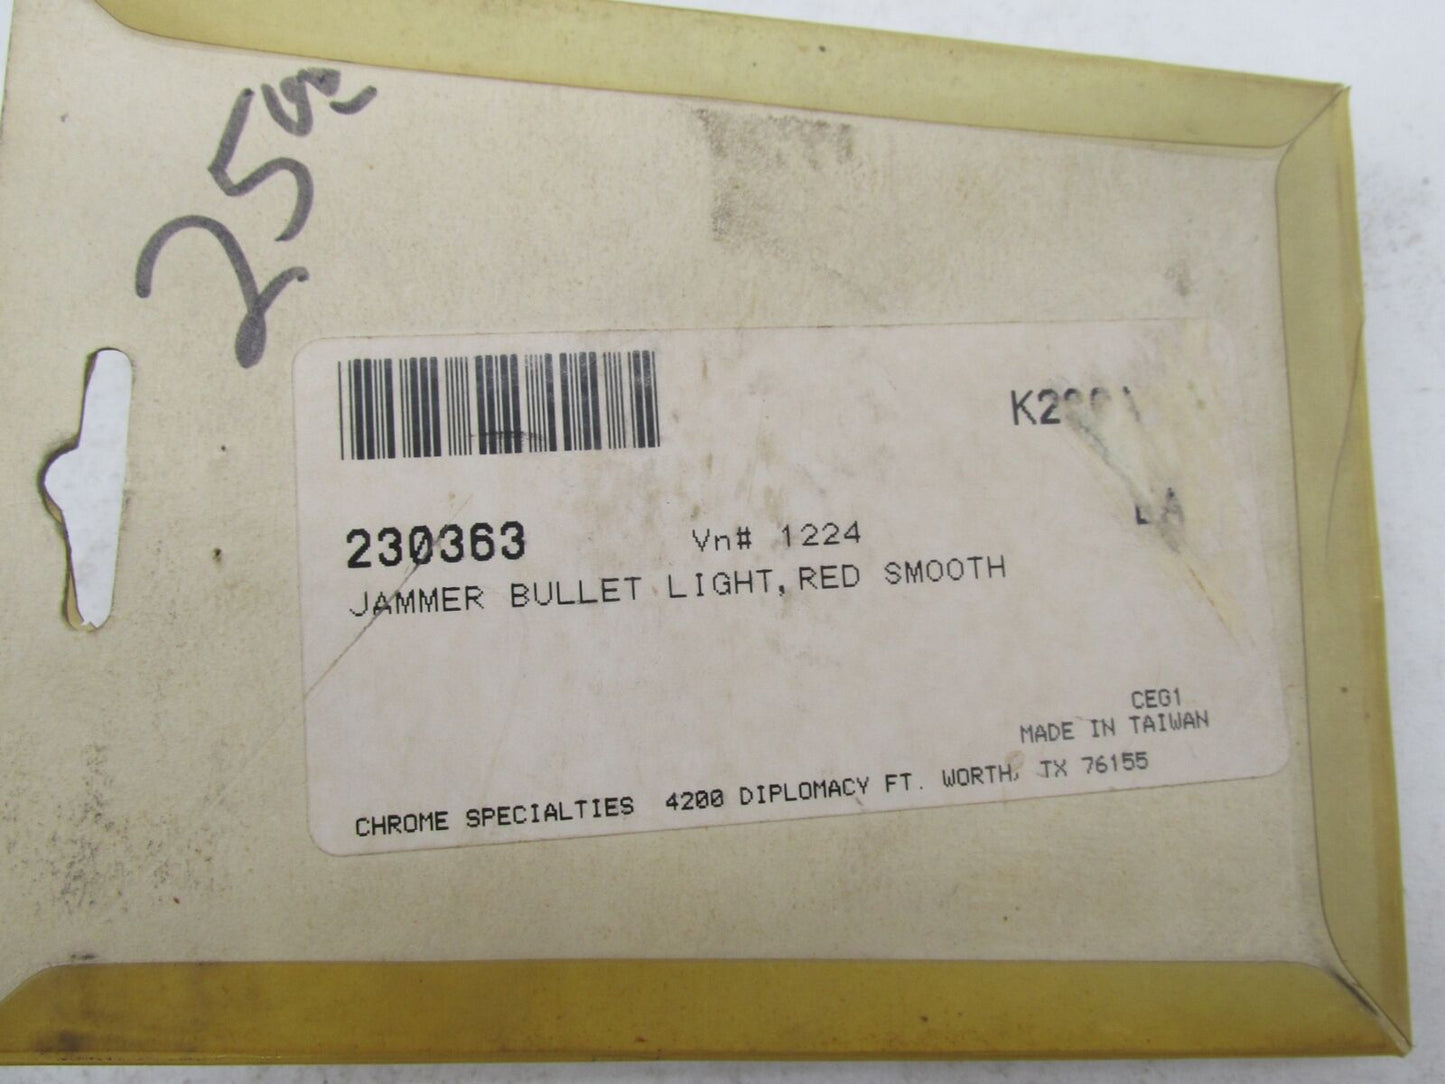 25
230363 Vn# 1224
JAMMER BULLET LIGHT, RED SMOOTH
CEG1
MADE IN TAIWAN
CHROME SPECIALTIES 4200 DIPLOMACY FT. WORTH, TX 76155